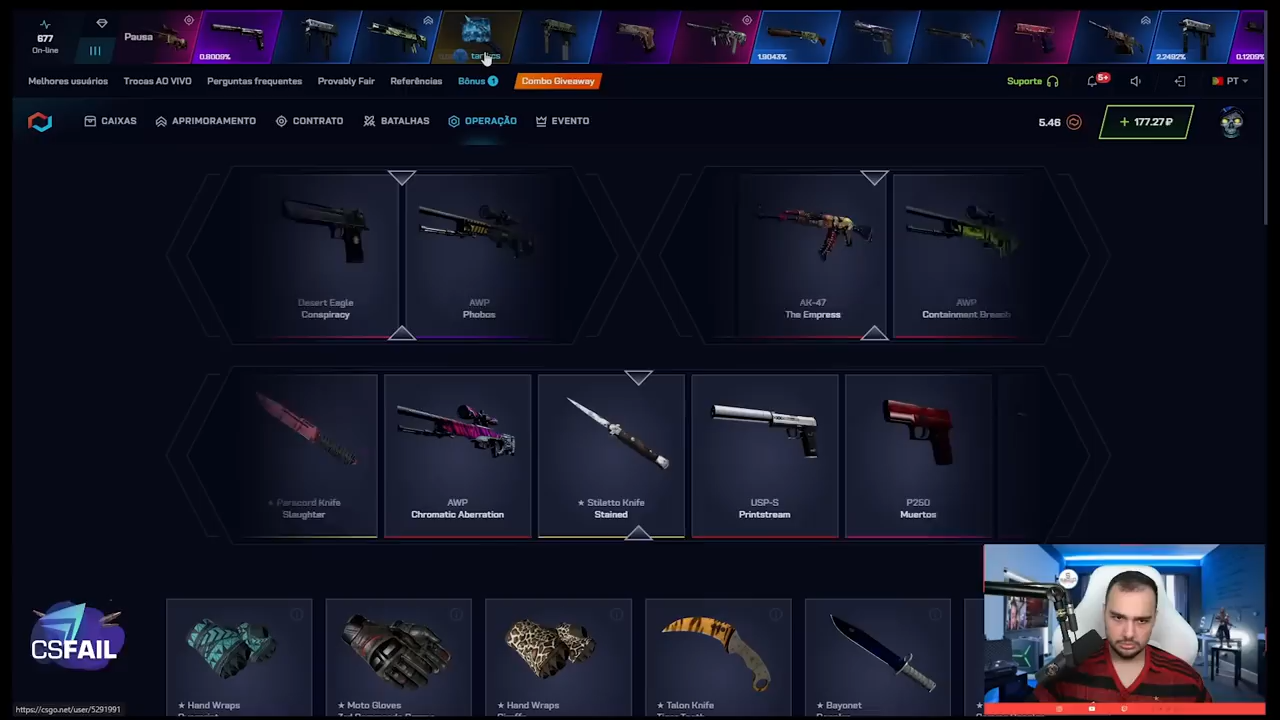 677
On-line
Pausa
0.8009%
1.9043%
2.2492%
0.1209%
Melhores usuários
Trocas AO VIVO
Perguntas frequentes
Provably Fair
Referências
Bônus
Combo Giveaway
Suporte
5+
PT
CAIXAS
APRIMORAMENTO
CONTRATO
BATALHAS
OPERAÇÃO
EVENTO
5.46
+ 177.27₽
Desert Eagle
Conspiracy
AWP
Phobos
AK-47
The Empress
AWP
Containment Breach
★ Paracord Knife
Slaughter
AWP
Chromatic Aberration
★ Stiletto Knife
Stained
USP-S
Printstream
P250
Muertos
CSFAIL
★ Hand Wraps
★ Moto Gloves
★ Hand Wraps
★ Talon Knife
★ Bayonet
https://csgo.net/user/5291991